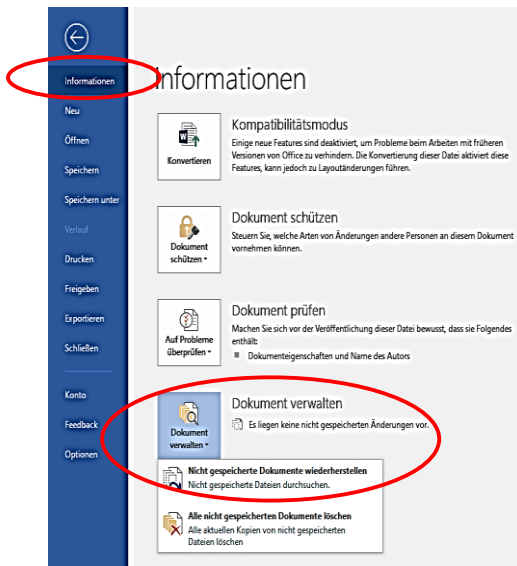 Informationen
Neu
Öffnen
Speichern
Speichern unter
Verlauf
Drucken
Freigeben
Exportieren
Schließen
Konto
Feedback
Optionen
Informationen
Konvertieren
Kompatibilitätsmodus
Einige neue Features sind deaktiviert, um Probleme beim Arbeiten mit früheren
Versionen von Office zu verhindern. Die Konvertierung dieser Datei aktiviert diese
Features, kann jedoch zu Layoutänderungen führen.
Dokument
schützen
Dokument schützen
Steuern Sie, welche Arten von Änderungen andere Personen an diesem Dokument
vornehmen können.
Auf Probleme
überprüfen
Dokument prüfen
Machen Sie sich vor der Veröffentlichung dieser Datei bewusst, dass sie Folgendes
enthält:
Dokumenteigenschaften und Name des Autors
Dokument
verwalten
Dokument verwalten
Es liegen keine nicht gespeicherten Änderungen vor.
Nicht gespeicherte Dokumente wiederherstellen
Nicht gespeicherte Dateien durchsuchen.
Alle nicht gespeicherten Dokumente löschen
Alle aktuellen Kopien von nicht gespeicherten
Dateien löschen